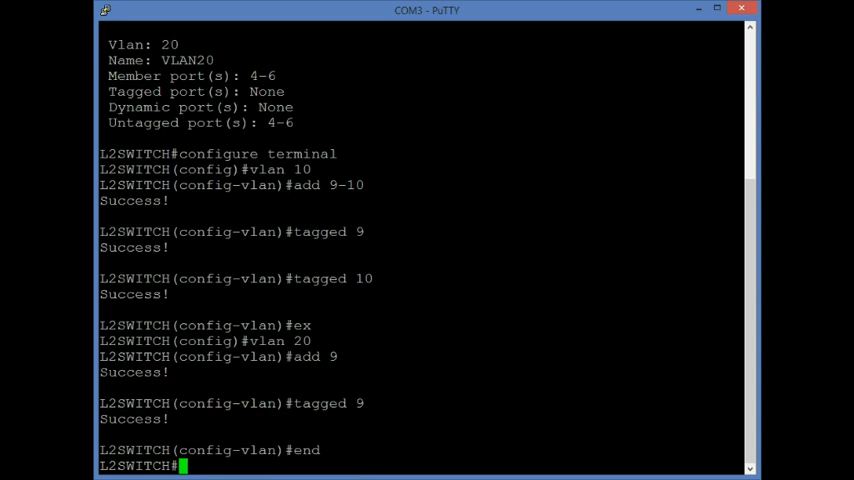 COM3 - PuTTY
Vlan: 20
Name: VLAN20
Member port(s): 4-6
Tagged port(s): None
Dynamic port(s): None
Untagged port(s): 4-6
L2SWITCH#configure terminal
L2SWITCH(config)#vlan 10
L2SWITCH(config-vlan)#add 9-10
Success!
L2SWITCH(config-vlan)#tagged 9
Success!
L2SWITCH(config-vlan)#tagged 10
Success!
L2SWITCH(config-vlan)#ex
L2SWITCH(config)#vlan 20
L2SWITCH(config-vlan)#add 9
Success!
L2SWITCH(config-vlan)#tagged 9
Success!
L2SWITCH(config-vlan)#end
L2SWITCH#